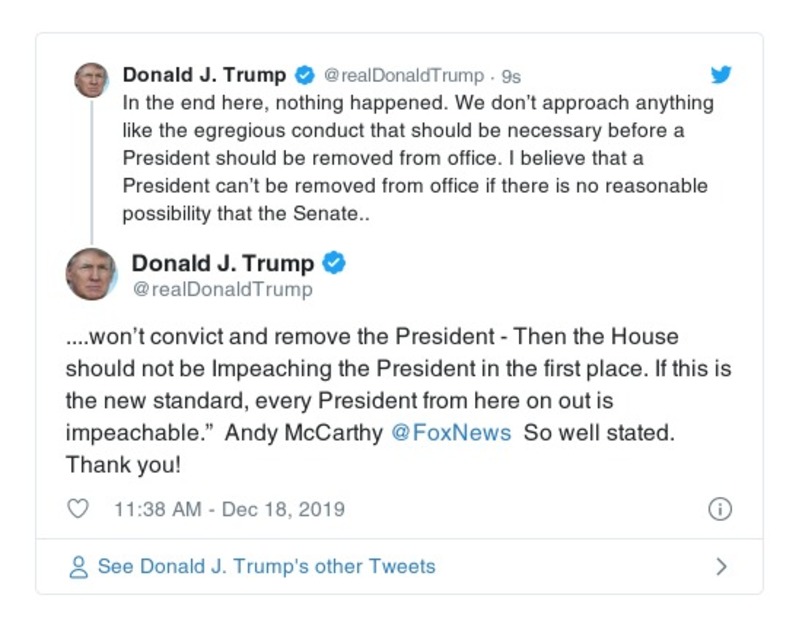 Donald J. Trump @realDonaldTrump · 9s
In the end here, nothing happened. We don't approach anything
like the egregious conduct that should be necessary before a
President should be removed from office. I believe that a
President can't be removed from office if there is no reasonable
possibility that the Senate..
Donald J. Trump
@realDonaldTrump
....won't convict and remove the President - Then the House
should not be Impeaching the President in the first place. If this is
the new standard, every President from here on out is
impeachable.” Andy McCarthy @FoxNews So well stated.
Thank you!
11:38 AM - Dec 18, 2019
See Donald J. Trump's other Tweets